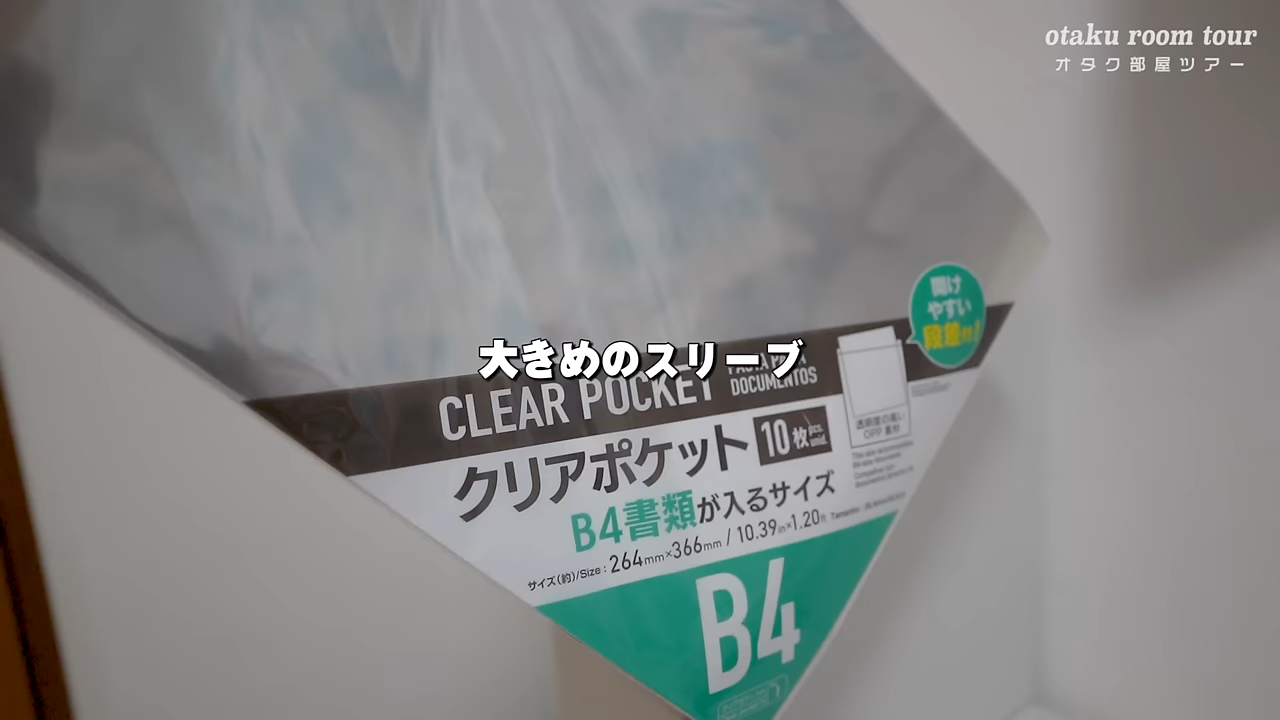 otaku room tour
オタク部屋ツアー
開け
やすい
段差付!
大きめのスリーブ
CLEAR POCKET
DOCUMENTOS
クリアポケット
10枚 pcs. unid.
透明度の高い
OPP素材
B4書類が入るサイズ
サイズ(約)/Size : 264mm×366mm / 10.39in×1.20ft
B4